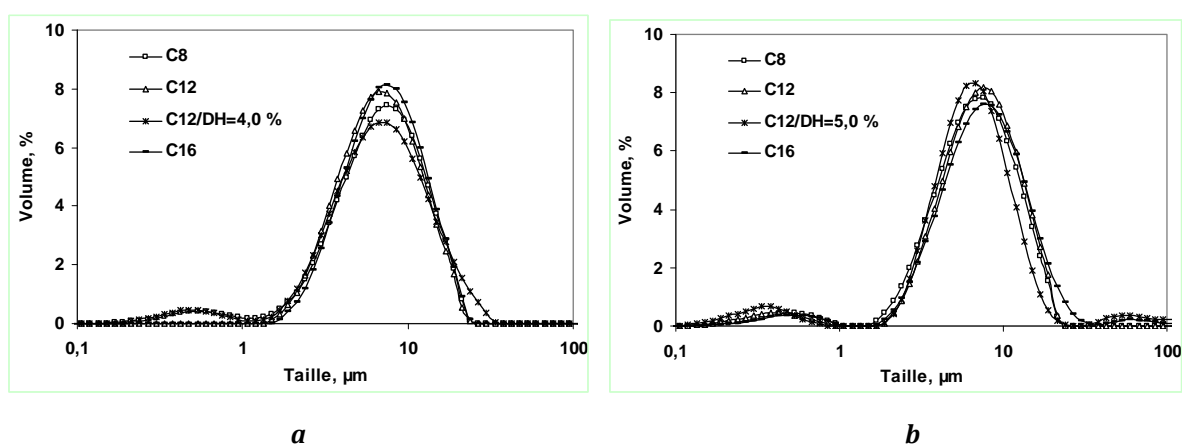 10
8
6
4
2
0
Volume, %
C8
C12
C12/DH=4,0 %
C16
0,1 1 10 100
Taille, µm
a
10
8
6
4
2
0
Volume, %
C8
C12
C12/DH=5,0 %
C16
0,1 1 10 100
Taille, µm
b